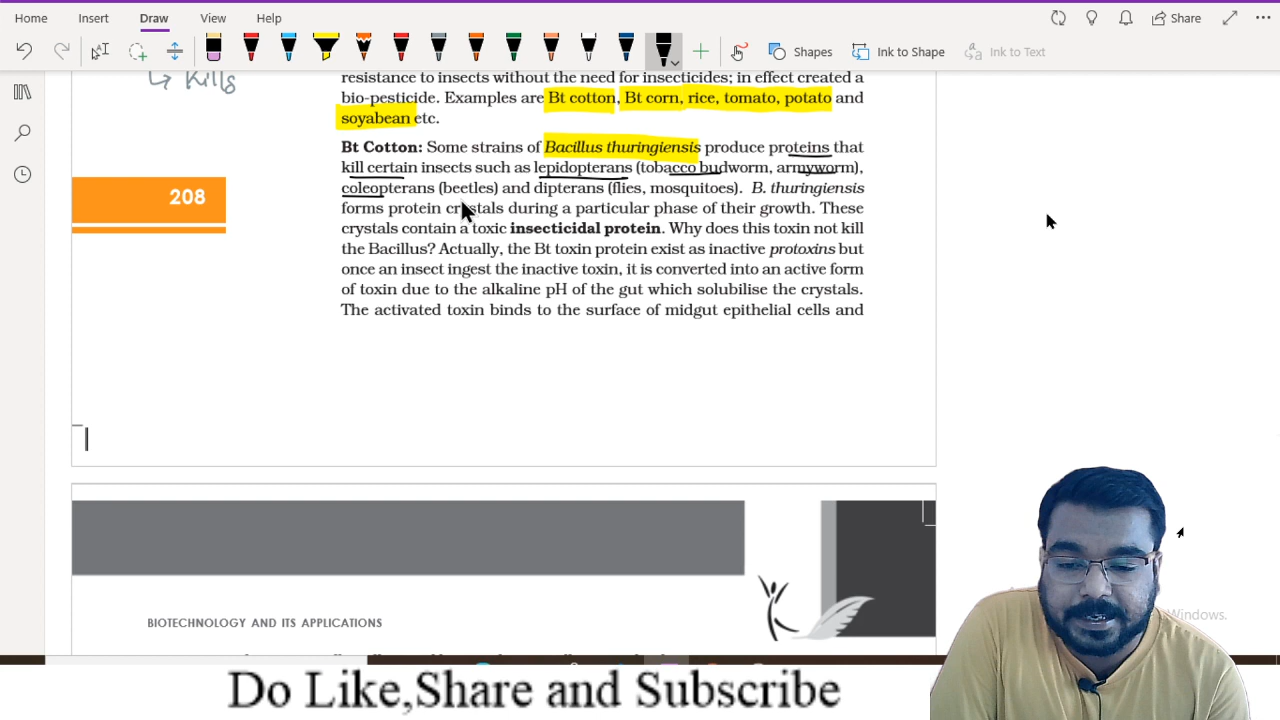 Home Insert Draw View Help Share
Shapes Ink to Shape Ink to Text
↳ Kills
resistance to insects without the need for insecticides; in effect created a
bio-pesticide. Examples are Bt cotton, Bt corn, rice, tomato, potato and
soyabean etc.
Bt Cotton: Some strains of Bacillus thuringiensis produce proteins that
kill certain insects such as lepidopterans (tobacco budworm, armyworm),
coleopterans (beetles) and dipterans (flies, mosquitoes). B. thuringiensis
forms protein crystals during a particular phase of their growth. These
crystals contain a toxic insecticidal protein. Why does this toxin not kill
the Bacillus? Actually, the Bt toxin protein exist as inactive protoxins but
once an insect ingest the inactive toxin, it is converted into an active form
of toxin due to the alkaline pH of the gut which solubilise the crystals.
The activated toxin binds to the surface of midgut epithelial cells and
208
BIOTECHNOLOGY AND ITS APPLICATIONS
Windows.
Do Like,Share and Subscribe